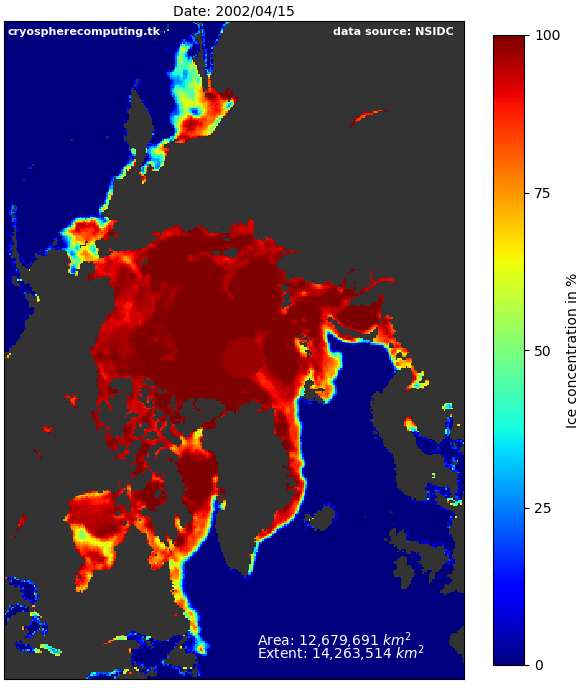 Date: 2002/04/15
cryospherecomputing.tk
data source: NSIDC
100
75
50
25
0
Ice concentration in %
Area: 12,679,691 km²
Extent: 14,263,514 km²